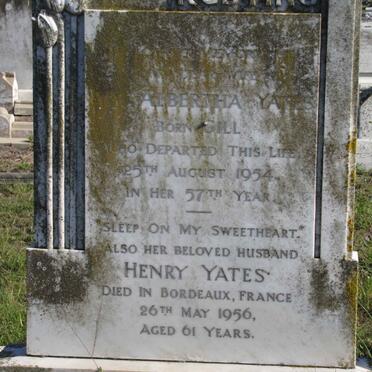 ALBERTHA YATES
BORN GILL
WHO DEPARTED THIS LIFE
25TH AUGUST 1954
IN HER 57TH YEAR
"SLEEP ON MY SWEETHEART."
ALSO HER BELOVED HUSBAND
HENRY YATES
DIED IN BORDEAUX, FRANCE
26TH MAY 1956,
AGED 61 YEARS.